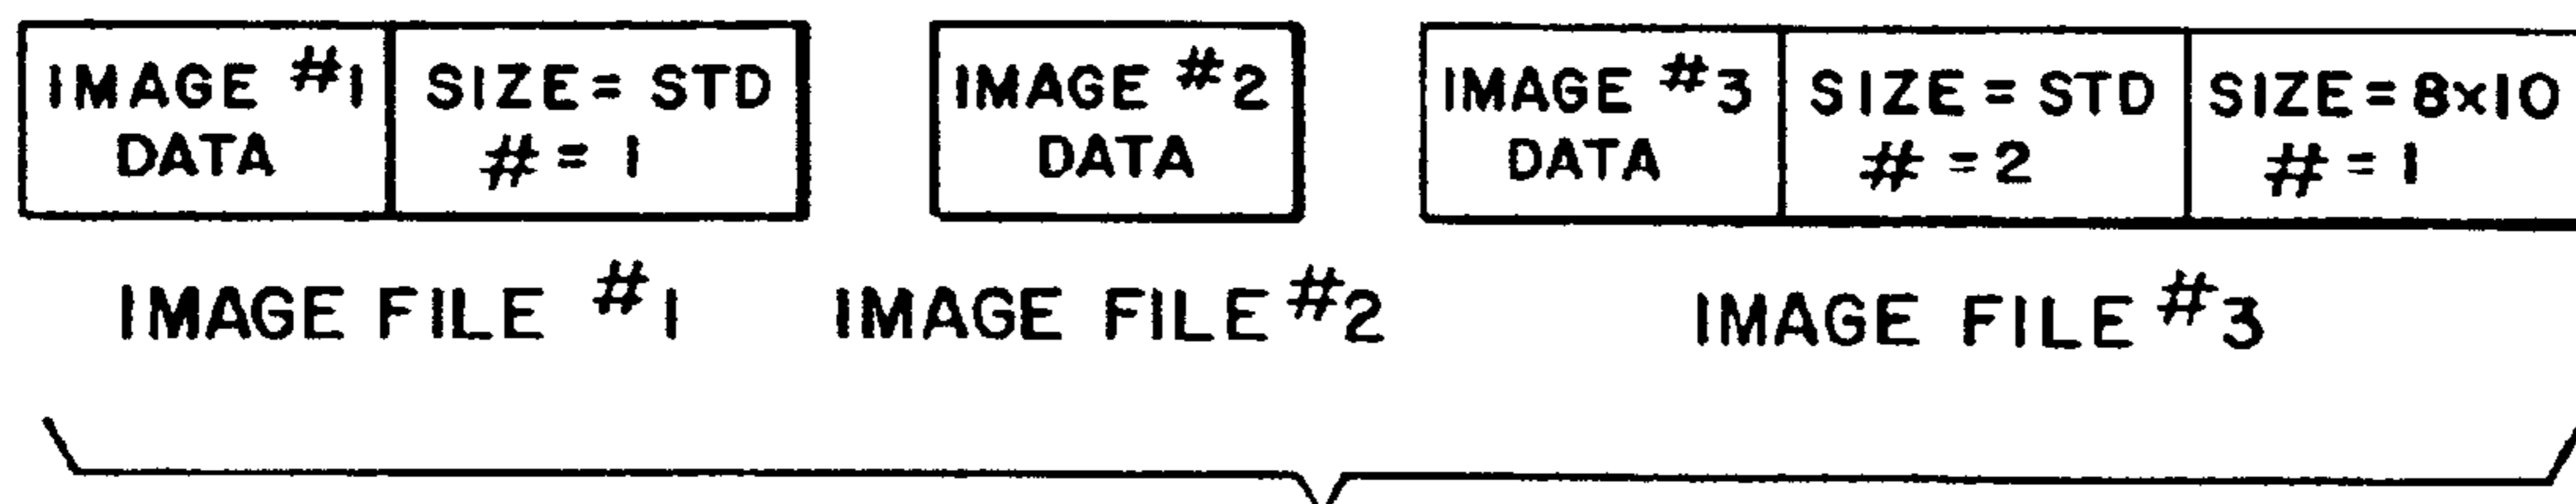 IMAGE #1 DATA
SIZE = STD # = 1
IMAGE #2 DATA
IMAGE #3 DATA
SIZE = STD # = 2
SIZE = 8x10 # = 1
IMAGE FILE #1
IMAGE FILE #2
IMAGE FILE #3